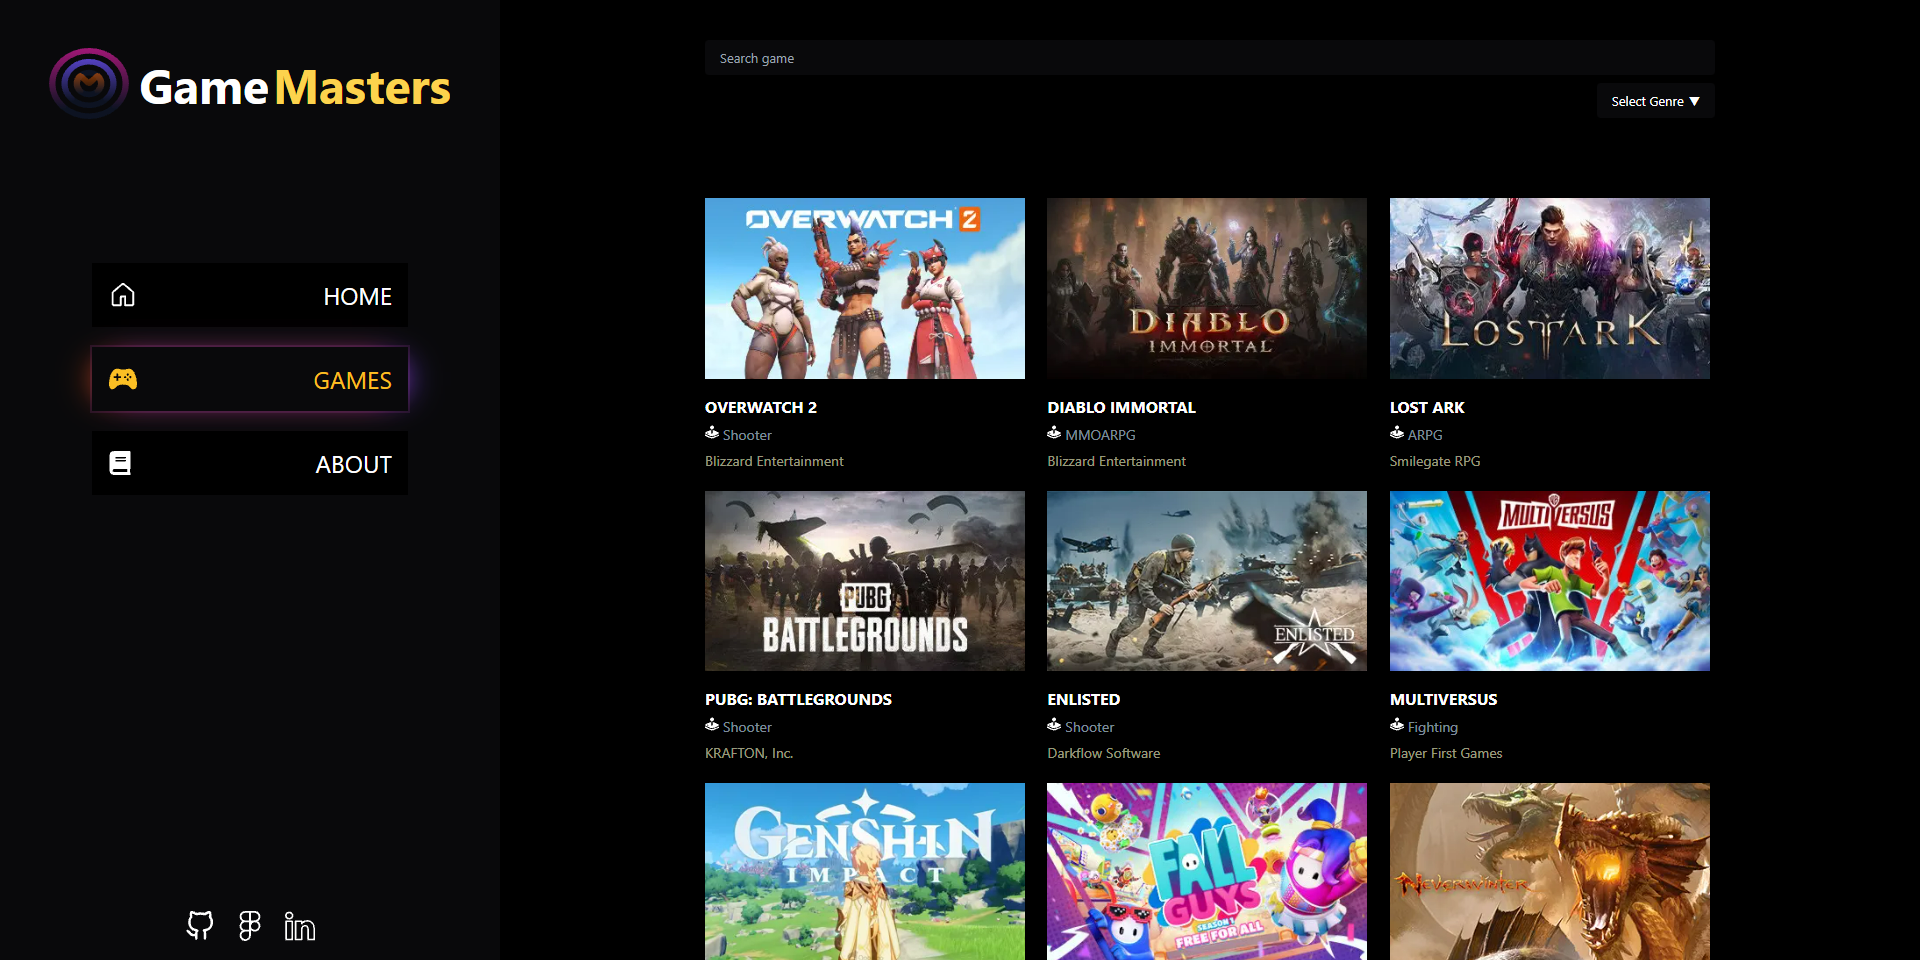 GameMasters
HOME
GAMES
ABOUT
Search game
Select Genre ▼
OVERWATCH 2
DIABLO
IMMORTAL
LOST ARK
OVERWATCH 2
Shooter
Blizzard Entertainment
DIABLO IMMORTAL
MMOARPG
Blizzard Entertainment
LOST ARK
ARPG
Smilegate RPG
PUBG
BATTLEGROUNDS
ENLISTED
MULTIVERSUS
PUBG: BATTLEGROUNDS
Shooter
KRAFTON, Inc.
ENLISTED
Shooter
Darkflow Software
MULTIVERSUS
Fighting
Player First Games
GENSHIN
IMPACT
FALL
GUYS
SEASON 1
FREE FOR ALL
NEVERWINTER